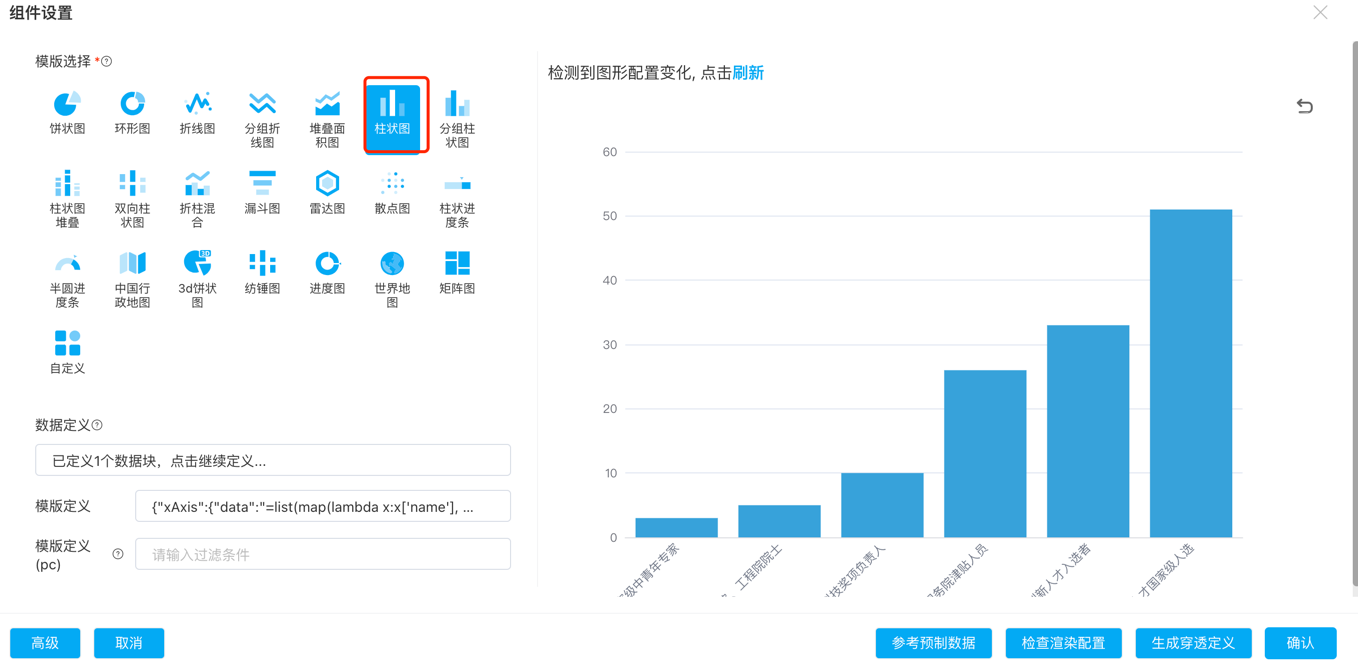 组件设置
模版选择 *
饼状图
环形图
折线图
分组折
线图
堆叠面
积图
柱状图
分组柱
状图
柱状图
堆叠
双向柱
状图
折柱混
合
漏斗图
雷达图
散点图
柱状进
度条
半圆进
度条
中国行
政地图
3D
3d饼状
图
纺锤图
进度图
世界地
图
矩阵图
自定义
数据定义
已定义1个数据块，点击继续定义...
模版定义
{"xAxis":{"data":"=list(map(lambda x:x['name'], ...
模版定义
(pc)
请输入过滤条件
检测到图形配置变化, 点击刷新
60
50
40
30
20
10
0
级中青年专家
、工程院院士
技奖项负责人
务院津贴人员
新人才入选者
才国家级人选
高级
取消
参考预制数据
检查渲染配置
生成穿透定义
确认